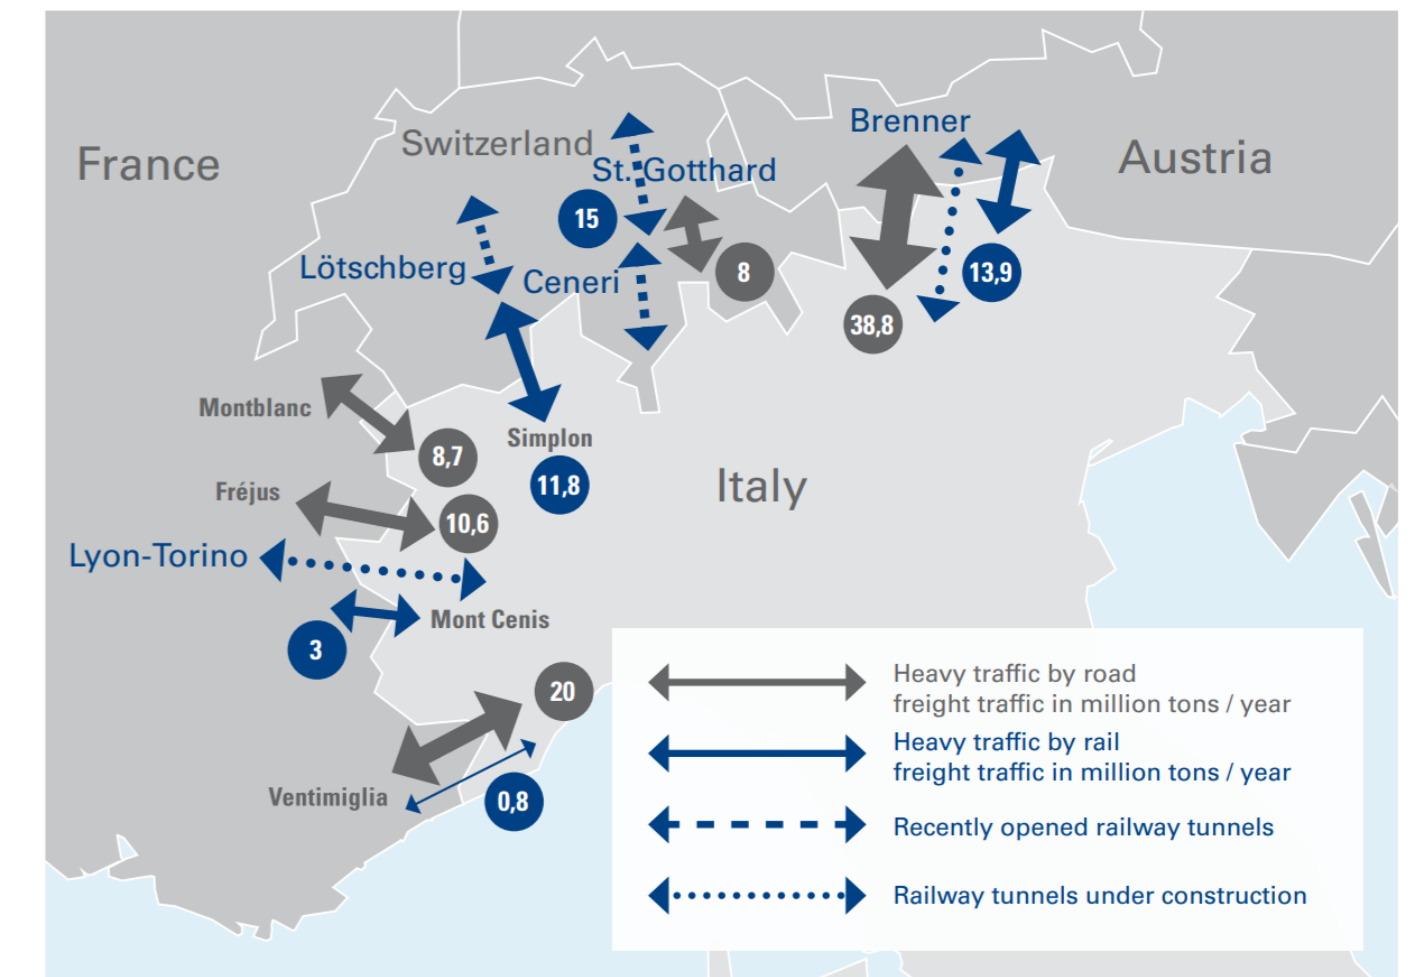 Brenner
Switzerland
France
Austria
St. Gotthard
15
Lötschberg
Ceneri
8
13,9
38,8
Montblanc
Simplon
8,7
11,8
Italy
Fréjus
10,6
Lyon-Torino
Mont Cenis
3
20
Ventimiglia
0,8
Heavy traffic by road
freight traffic in million tons / year
Heavy traffic by rail
freight traffic in million tons / year
Recently opened railway tunnels
Railway tunnels under construction